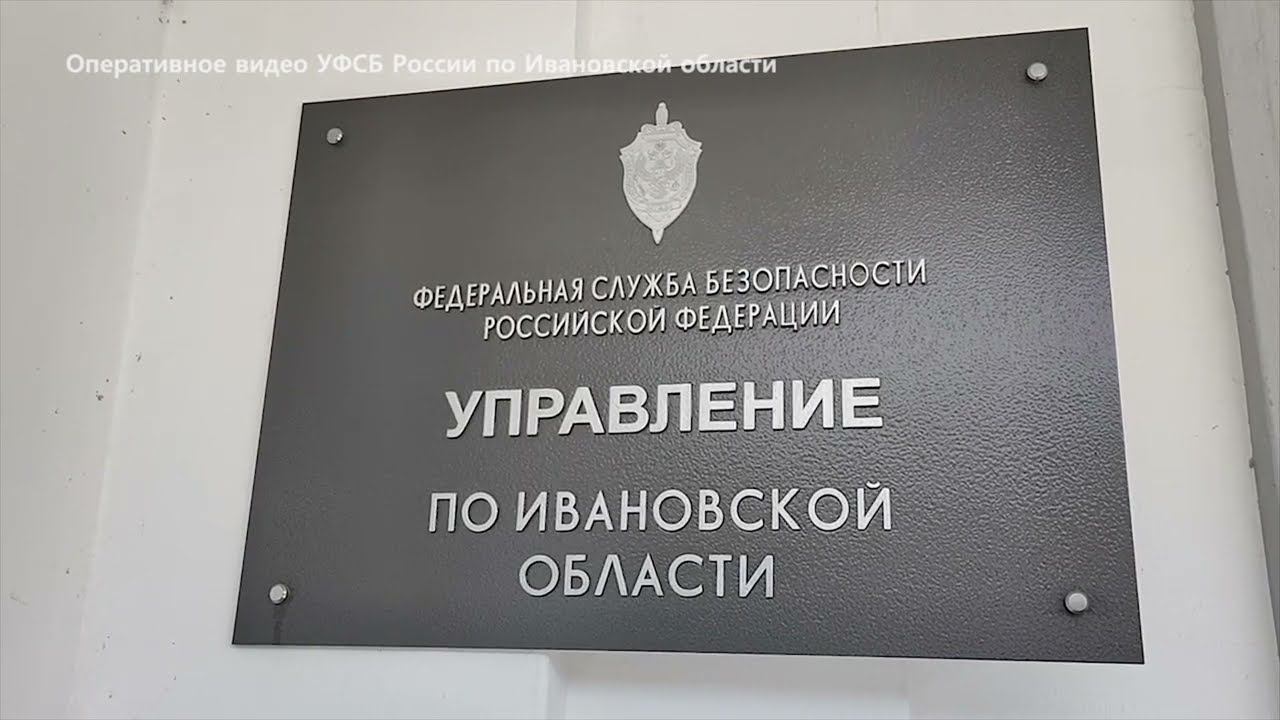 Оперативное видео УФСБ России по Ивановской области
ФЕДЕРАЛЬНАЯ СЛУЖБА БЕЗОПАСНОСТИ
РОССИЙСКОЙ ФЕДЕРАЦИИ
УПРАВЛЕНИЕ
ПО ИВАНОВСКОЙ
ОБЛАСТИ